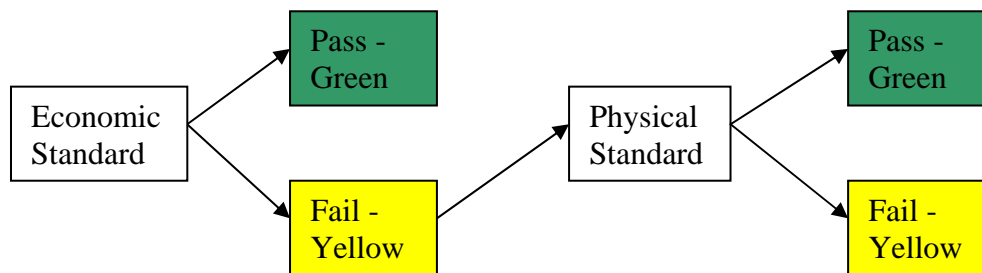 Economic
Standard
Pass -
Green
Fail -
Yellow
Physical
Standard
Pass -
Green
Fail -
Yellow